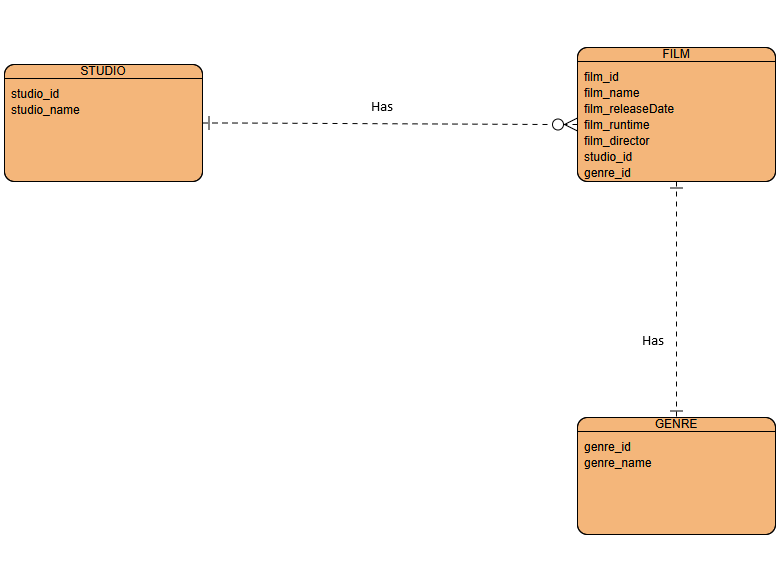 STUDIO
studio_id
studio_name
Has
FILM
film_id
film_name
film_releaseDate
film_runtime
film_director
studio_id
genre_id
Has
GENRE
genre_id
genre_name